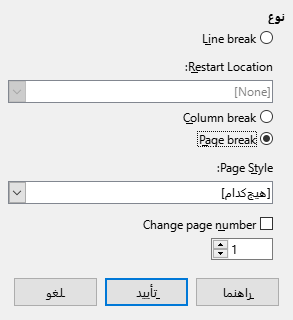 نوع
Line break
Restart Location:
[None]
Column break
Page break
Page Style:
[هیچ‌کدام]
Change page number
1
راهنما تأیید لغو